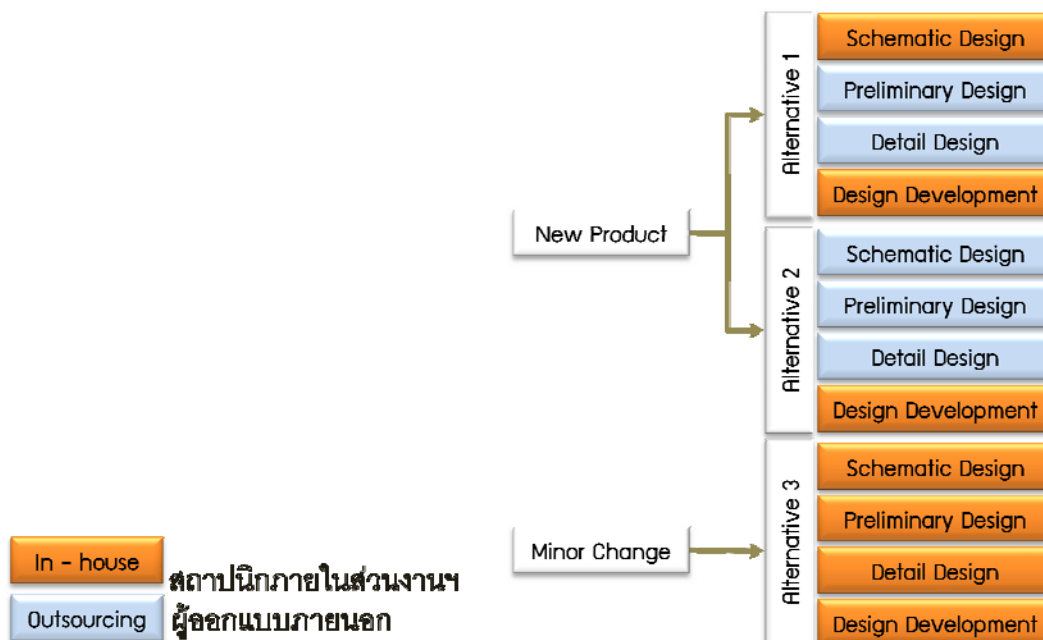 New Product
Alternative 1
Schematic Design
Preliminary Design
Detail Design
Design Development
Alternative 2
Schematic Design
Preliminary Design
Detail Design
Design Development
Minor Change
Alternative 3
Schematic Design
Preliminary Design
Detail Design
Design Development
In - house สถาปนิกภายในส่วนงานฯ
Outsourcing ผู้ออกแบบภายนอก